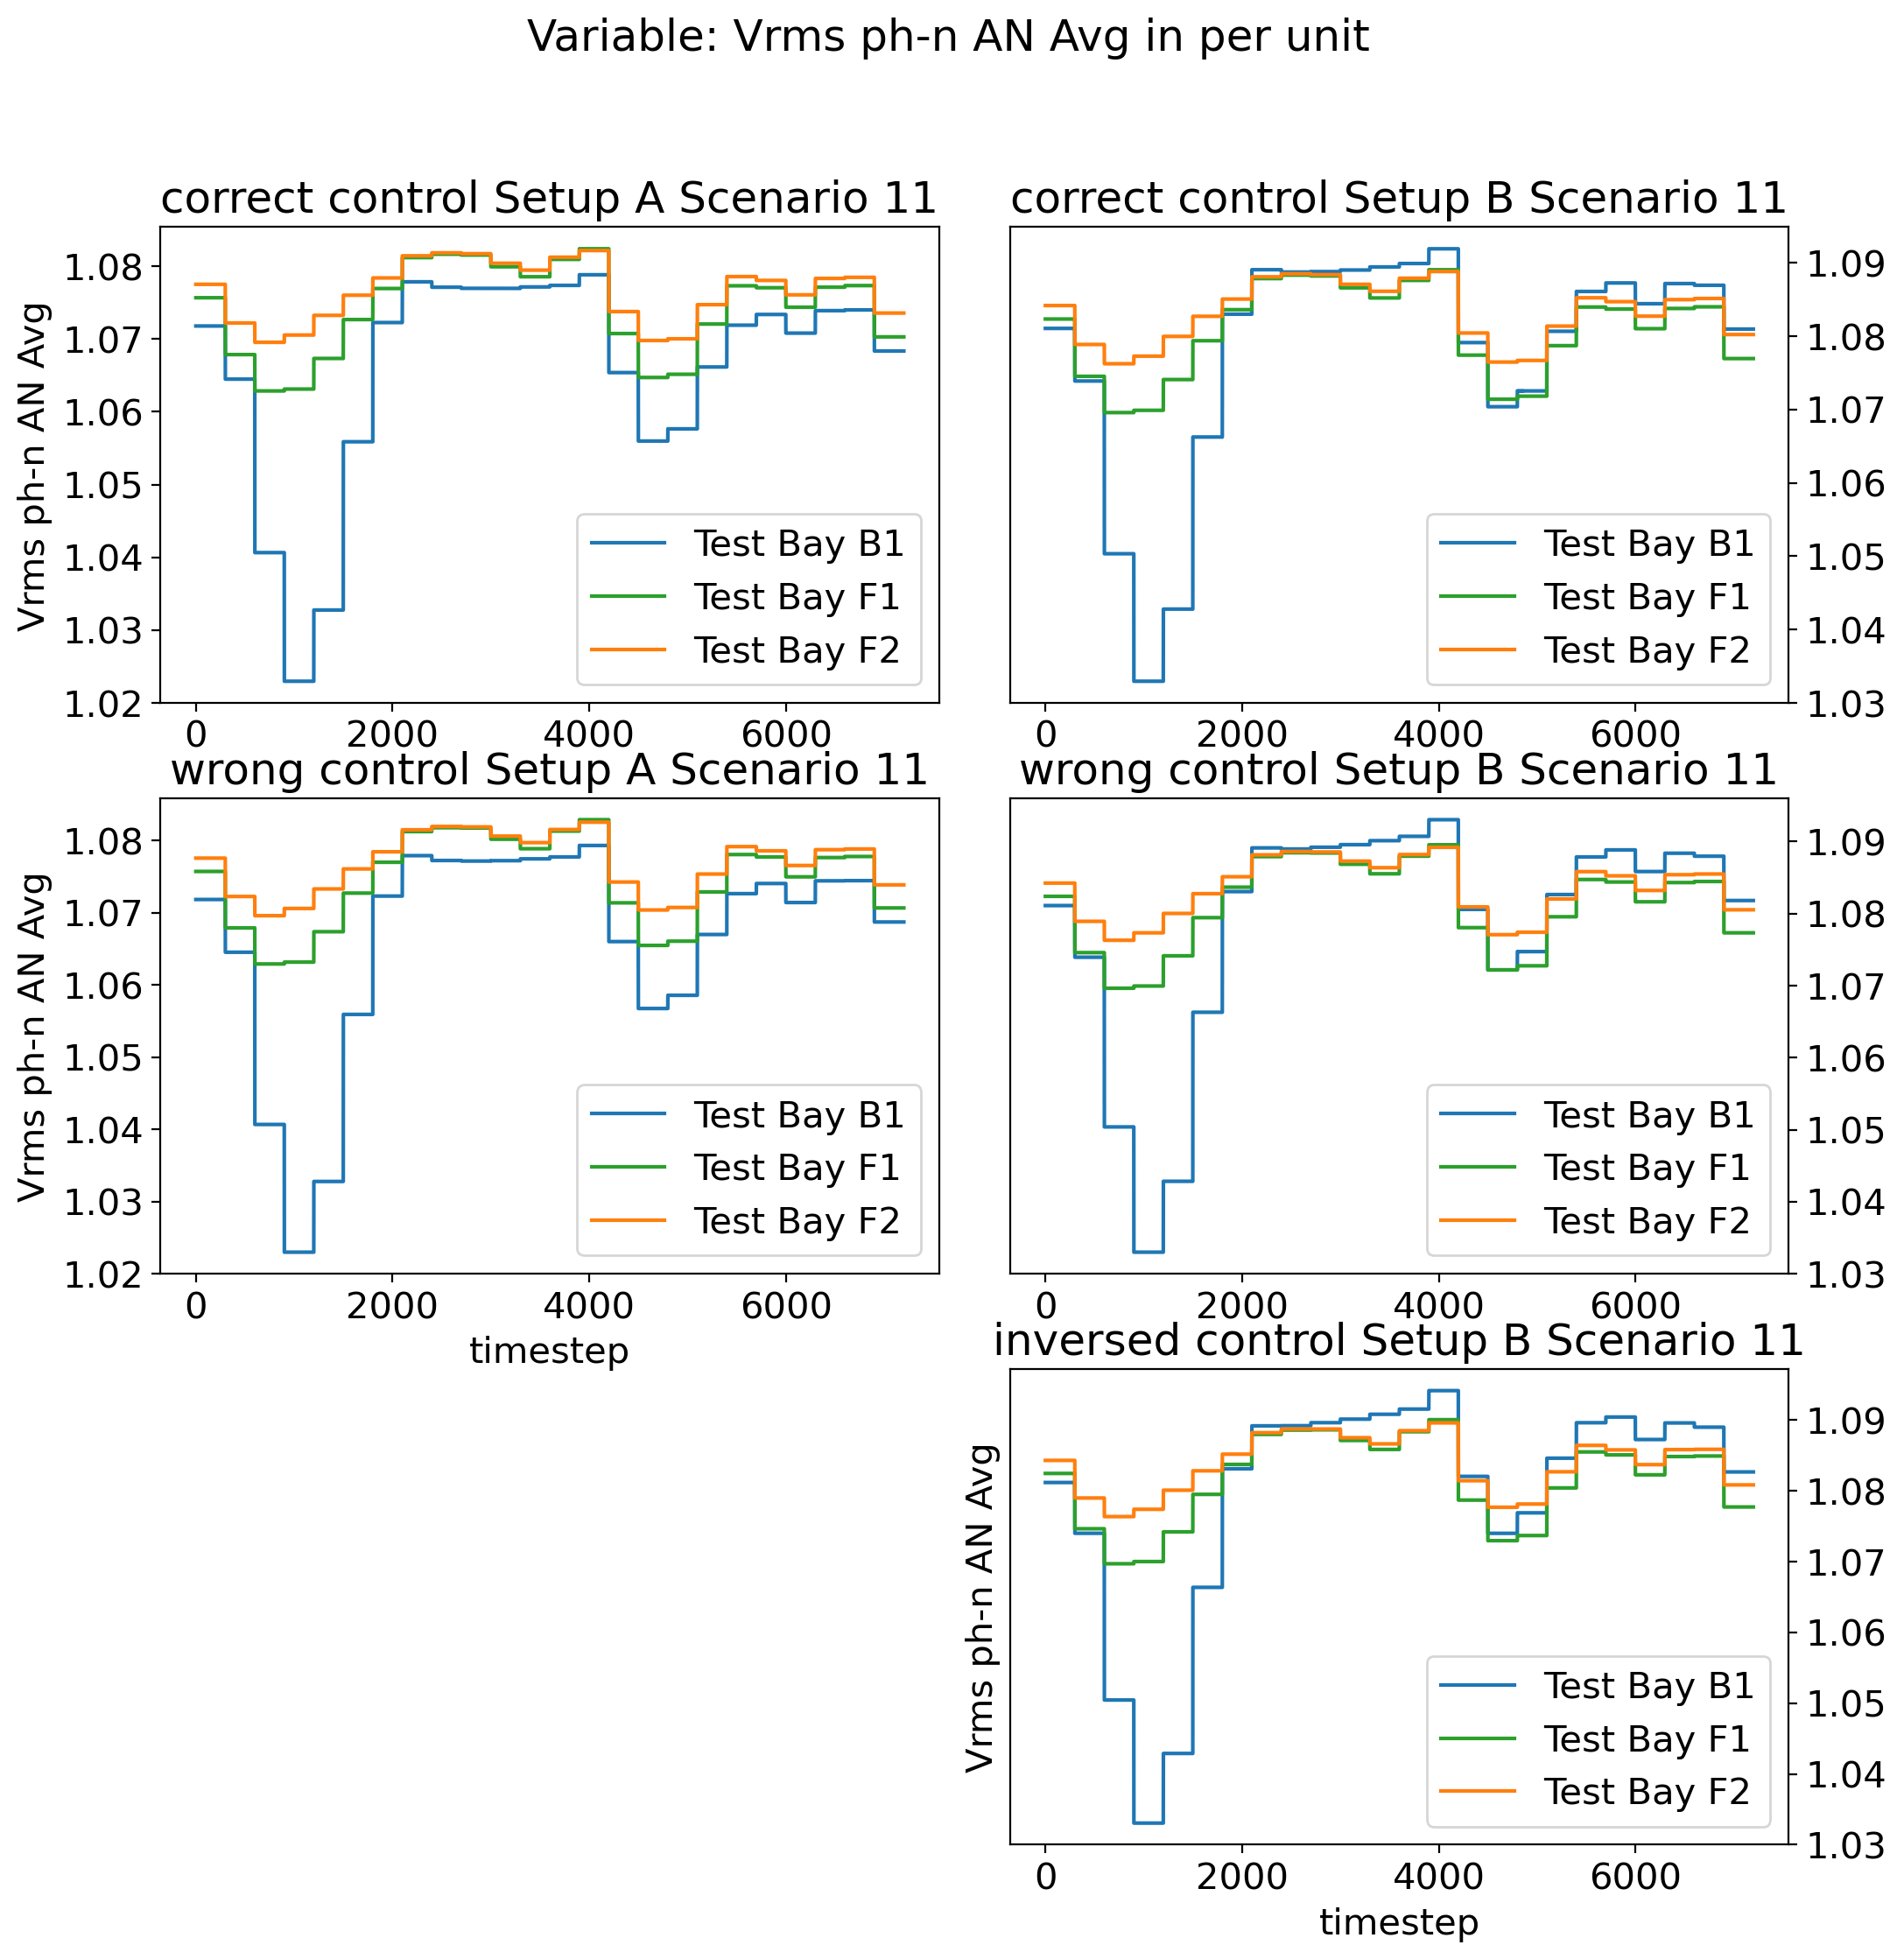 Variable: Vrms ph-n AN Avg in per unit
correct control Setup A Scenario 11
Vrms ph-n AN Avg
1.08
1.07
1.06
1.05
1.04
1.03
1.02
Test Bay B1
Test Bay F1
Test Bay F2
0 2000 4000 6000
correct control Setup B Scenario 11
1.09
1.08
1.07
1.06
1.05
1.04
1.03
Test Bay B1
Test Bay F1
Test Bay F2
0 2000 4000 6000
wrong control Setup A Scenario 11
Vrms ph-n AN Avg
1.08
1.07
1.06
1.05
1.04
1.03
1.02
Test Bay B1
Test Bay F1
Test Bay F2
0 2000 4000 6000
timestep
wrong control Setup B Scenario 11
1.09
1.08
1.07
1.06
1.05
1.04
1.03
Test Bay B1
Test Bay F1
Test Bay F2
0 2000 4000 6000
inversed control Setup B Scenario 11
Vrms ph-n AN Avg
1.09
1.08
1.07
1.06
1.05
1.04
1.03
Test Bay B1
Test Bay F1
Test Bay F2
0 2000 4000 6000
timestep